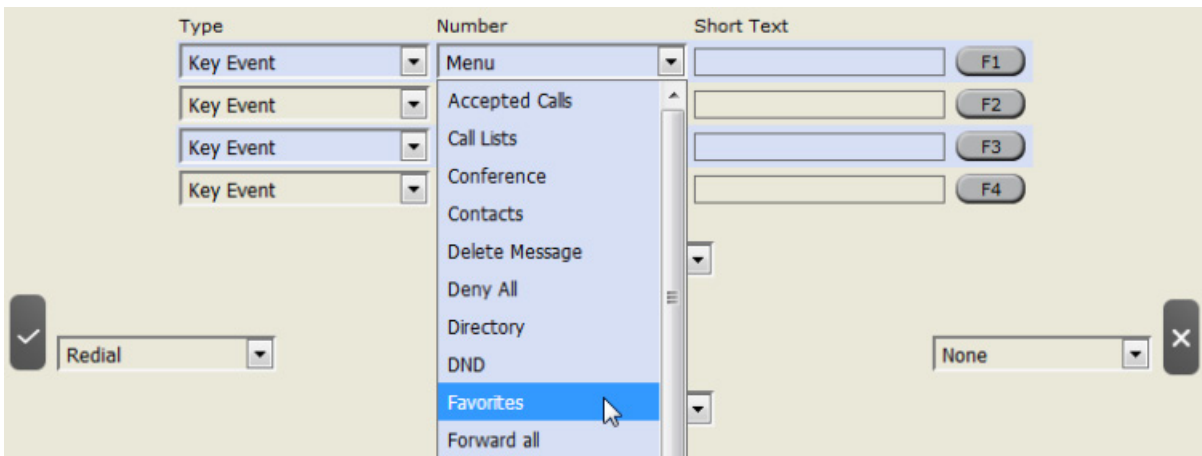 Type Number Short Text
Key Event Menu F1
Key Event Accepted Calls F2
Key Event Call Lists F3
Key Event Conference F4
Contacts
Delete Message
Deny All
Directory
Redial DND None
Favorites
Forward all